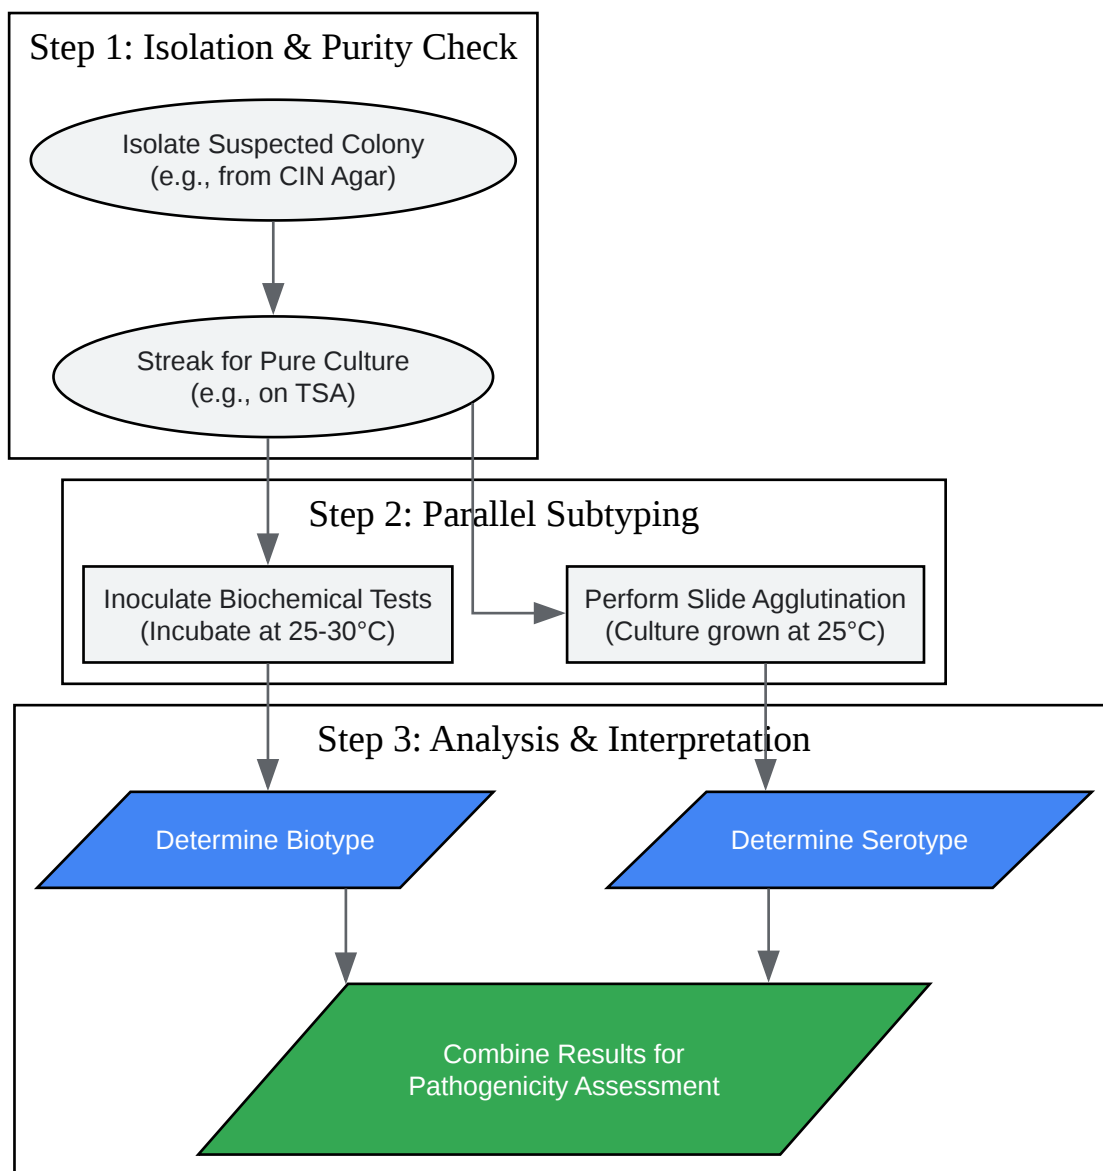 Step 1: Isolation & Purity Check
Isolate Suspected Colony
(e.g., from CIN Agar)
Streak for Pure Culture
(e.g., on TSA)
Step 2: Parallel Subtyping
Inoculate Biochemical Tests
(Incubate at 25-30°C)
Perform Slide Agglutination
(Culture grown at 25°C)
Step 3: Analysis & Interpretation
Determine Biotype
Determine Serotype
Combine Results for
Pathogenicity Assessment